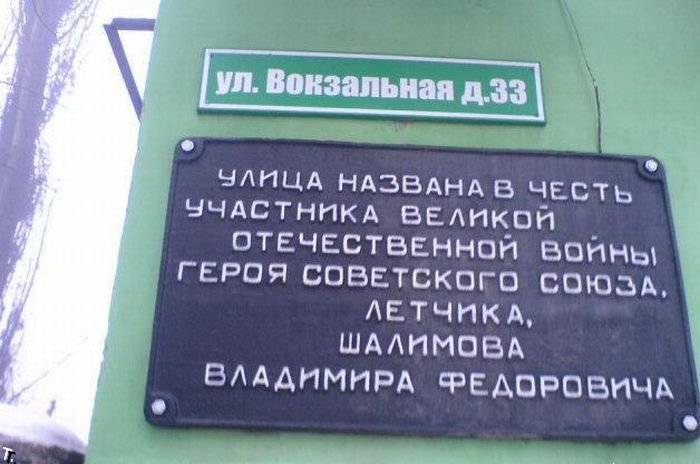 ул. Вокзальная д.33
УЛИЦА НАЗВАНА В ЧЕСТЬ
УЧАСТНИКА ВЕЛИКОЙ
ОТЕЧЕСТВЕННОЙ ВОЙНЫ
ГЕРОЯ СОВЕТСКОГО СОЮЗА,
ЛЕТЧИКА,
ШАЛИМОВА
ВЛАДИМИРА ФЕДОРОВИЧА